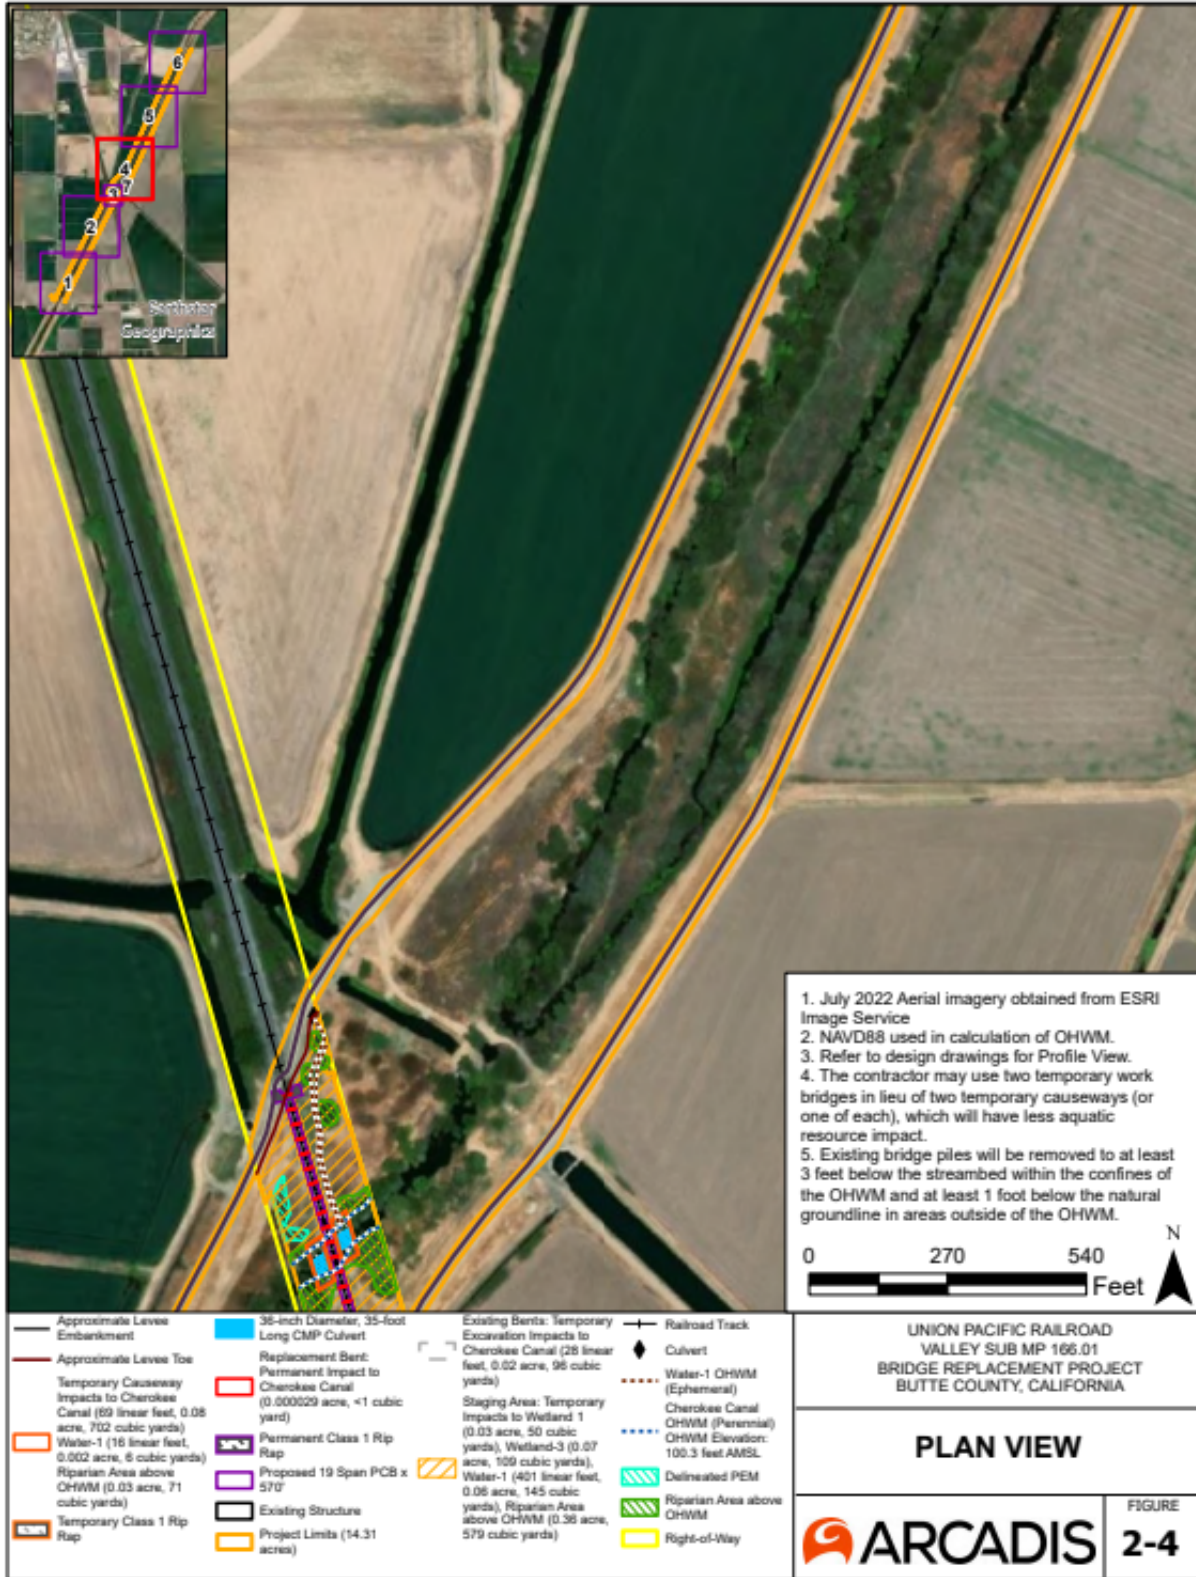 6
5
4
7
3
2
1
Earthstar
Geographics
1. July 2022 Aerial imagery obtained from ESRI
Image Service
2. NAVD88 used in calculation of OHWM.
3. Refer to design drawings for Profile View.
4. The contractor may use two temporary work
bridges in lieu of two temporary causeways (or
one of each), which will have less aquatic
resource impact.
5. Existing bridge piles will be removed to at least
3 feet below the streambed within the confines of
the OHWM and at least 1 foot below the natural
groundline in areas outside of the OHWM.
N
0 270 540
Feet
Approximate Levee
Embankment
Approximate Levee Toe
Temporary Causeway
Impacts to Cherokee
Canal (69 linear feet, 0.08
acre, 702 cubic yards)
Water-1 (16 linear feet,
0.002 acre, 6 cubic yards)
Riparian Area above
OHWM (0.03 acre, 71
cubic yards)
Temporary Class 1 Rip
Rap
36-inch Diameter, 35-foot
Long CMP Culvert
Replacement Bent:
Permanent Impact to
Cherokee Canal
(0.000029 acre, <1 cubic
yard)
Permanent Class 1 Rip
Rap
Proposed 19 Span PCB x
570'
Existing Structure
Project Limits (14.31
acres)
Existing Bents: Temporary
Excavation Impacts to
Cherokee Canal (28 linear
feet, 0.02 acre, 96 cubic
yards)
Staging Area: Temporary
Impacts to Wetland 1
(0.03 acre, 50 cubic
yards), Wetland-3 (0.07
acre, 109 cubic yards),
Water-1 (401 linear feet,
0.06 acre, 145 cubic
yards), Riparian Area
above OHWM (0.36 acre,
579 cubic yards)
Railroad Track
Culvert
Water-1 OHWM
(Ephemeral)
Cherokee Canal
OHWM (Perennial)
OHWM Elevation:
100.3 feet AMSL
Delineated PEM
Riparian Area above
OHWM
Right-of-Way
UNION PACIFIC RAILROAD
VALLEY SUB MP 166.01
BRIDGE REPLACEMENT PROJECT
BUTTE COUNTY, CALIFORNIA
PLAN VIEW
ARCADIS
FIGURE
2-4